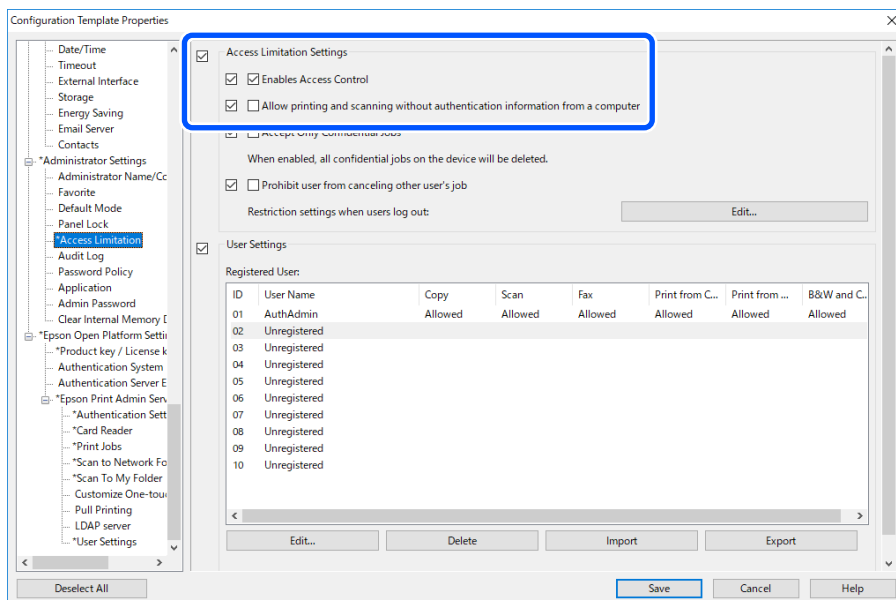 Configuration Template Properties
Date/Time
Timeout
External Interface
Storage
Energy Saving
Email Server
Contacts
*Administrator Settings
Administrator Name/Co
Favorite
Default Mode
Panel Lock
*Access Limitation
Audit Log
Password Policy
Application
Admin Password
Clear Internal Memory D
*Epson Open Platform Settin
*Product key / License k
Authentication System
Authentication Server E
*Epson Print Admin Serv
*Authentication Sett
*Card Reader
*Print Jobs
*Scan to Network Fo
*Scan To My Folder
Customize One-touc
Pull Printing
LDAP server
*User Settings
Access Limitation Settings
Enables Access Control
Allow printing and scanning without authentication information from a computer
Accept Only Confidential Jobs
When enabled, all confidential jobs on the device will be deleted.
Prohibit user from canceling other user's job
Restriction settings when users log out: Edit...
User Settings
Registered User:
ID User Name Copy Scan Fax Print from C... Print from ... B&W and C...
01 AuthAdmin Allowed Allowed Allowed Allowed Allowed Allowed
02 Unregistered
03 Unregistered
04 Unregistered
05 Unregistered
06 Unregistered
07 Unregistered
08 Unregistered
09 Unregistered
10 Unregistered
Edit... Delete Import Export
Deselect All Save Cancel Help